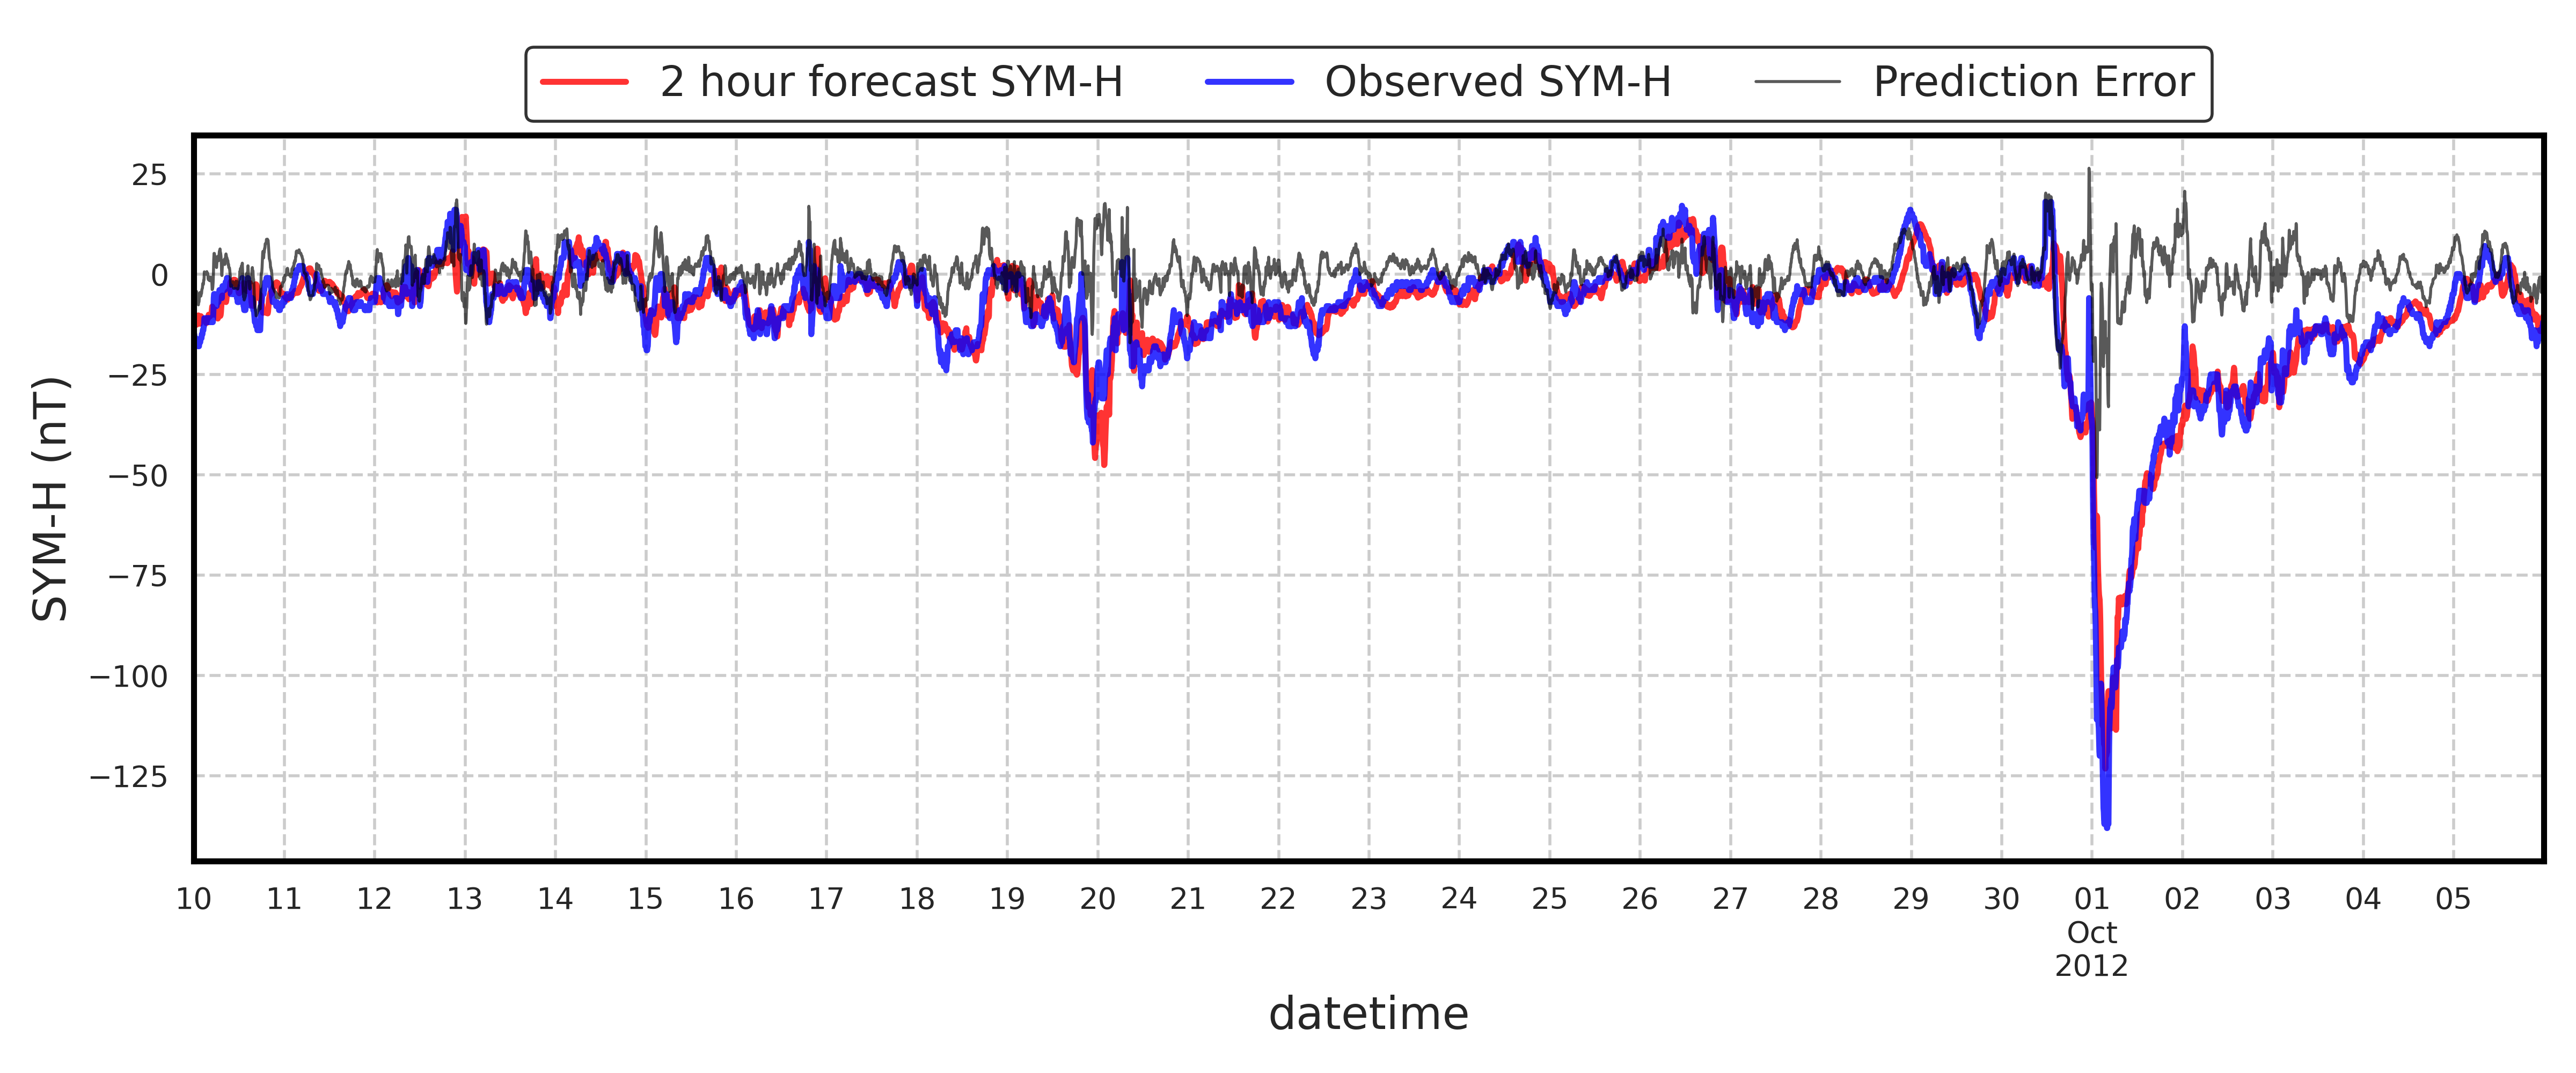 2 hour forecast SYM-H Observed SYM-H Prediction Error
25
0
−25
−50
−75
−100
−125
SYM-H (nT)
10 11 12 13 14 15 16 17 18 19 20 21 22 23 24 25 26 27 28 29 30 01 02 03 04 05
Oct
2012
datetime